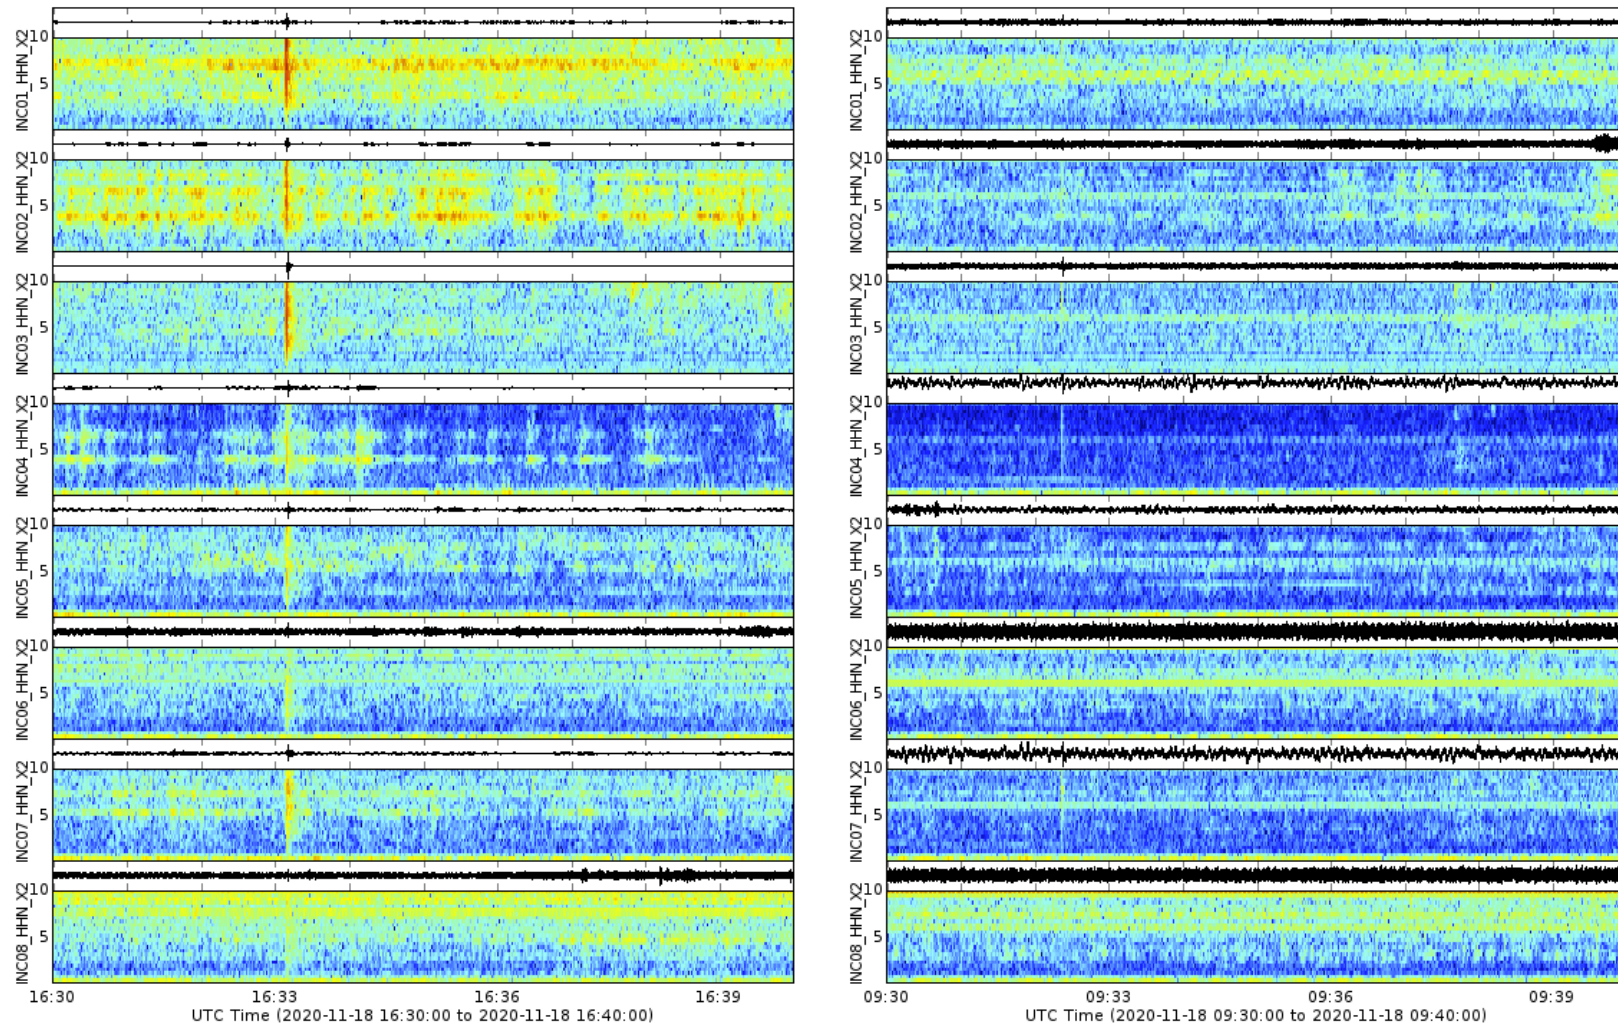 INC01_HHN_X2
10
5
INC02_HHN_X2
10
5
INC03_HHN_X2
10
5
INC04_HHN_X2
10
5
INC05_HHN_X2
10
5
INC06_HHN_X2
10
5
INC07_HHN_X2
10
5
INC08_HHN_X2
10
5
16:30 16:33 16:36 16:39
UTC Time (2020-11-18 16:30:00 to 2020-11-18 16:40:00)
INC01_HHN_X2
10
5
INC02_HHN_X2
10
5
INC03_HHN_X2
10
5
INC04_HHN_X2
10
5
INC05_HHN_X2
10
5
INC06_HHN_X2
10
5
INC07_HHN_X2
10
5
INC08_HHN_X2
10
5
09:30 09:33 09:36 09:39
UTC Time (2020-11-18 09:30:00 to 2020-11-18 09:40:00)